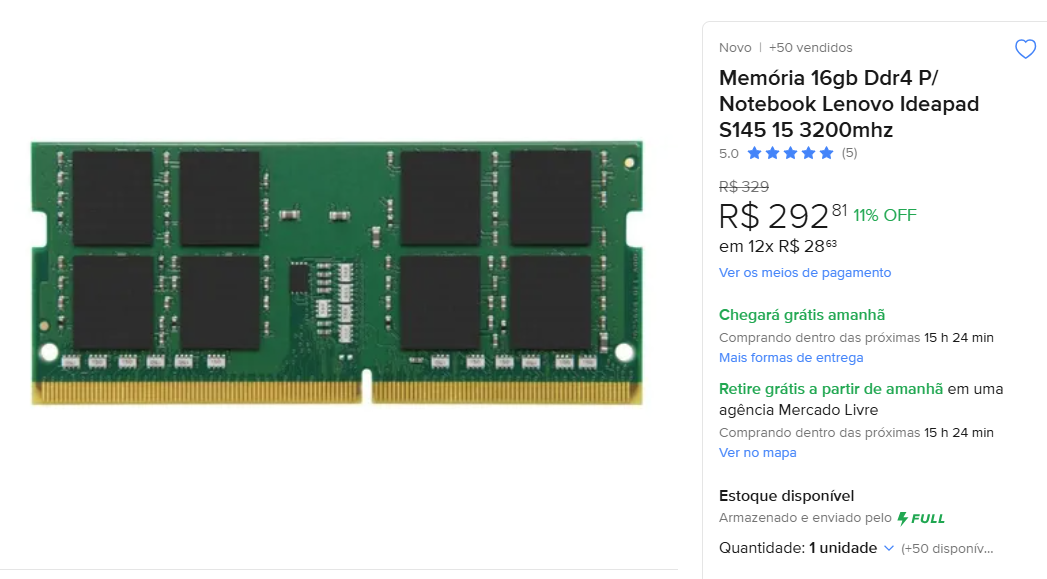 Novo | +50 vendidos
Memória 16gb Ddr4 P/
Notebook Lenovo Ideapad
S145 15 3200mhz
5.0 (5)
R$ 329
R$ 292 81 11% OFF
em 12x R$ 28 63
Ver os meios de pagamento
Chegará grátis amanhã
Comprando dentro das próximas 15 h 24 min
Mais formas de entrega
Retire grátis a partir de amanhã em uma
agência Mercado Livre
Comprando dentro das próximas 15 h 24 min
Ver no mapa
Estoque disponível
Armazenado e enviado pelo FULL
Quantidade: 1 unidade (+50 disponív...